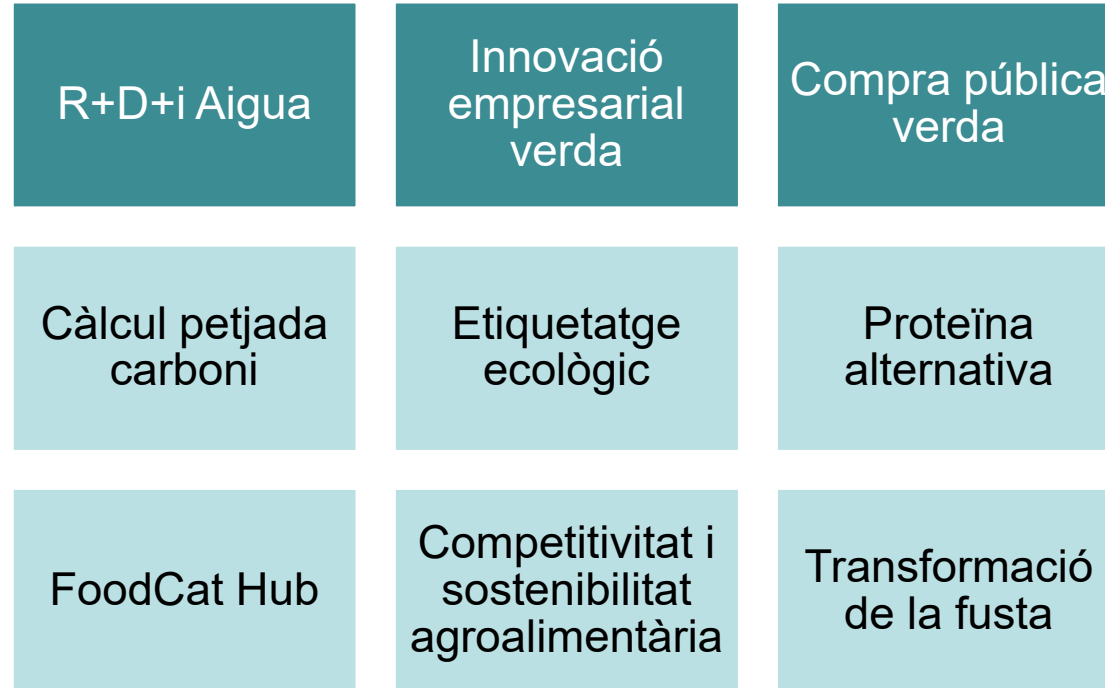 R+D+i Aigua
Innovació
empresarial
verda
Compra pública
verda
Càlcul petjada
carboni
Etiquetatge
ecològic
Proteïna
alternativa
FoodCat Hub
Competitivitat i
sostenibilitat
agroalimentària
Transformació
de la fusta